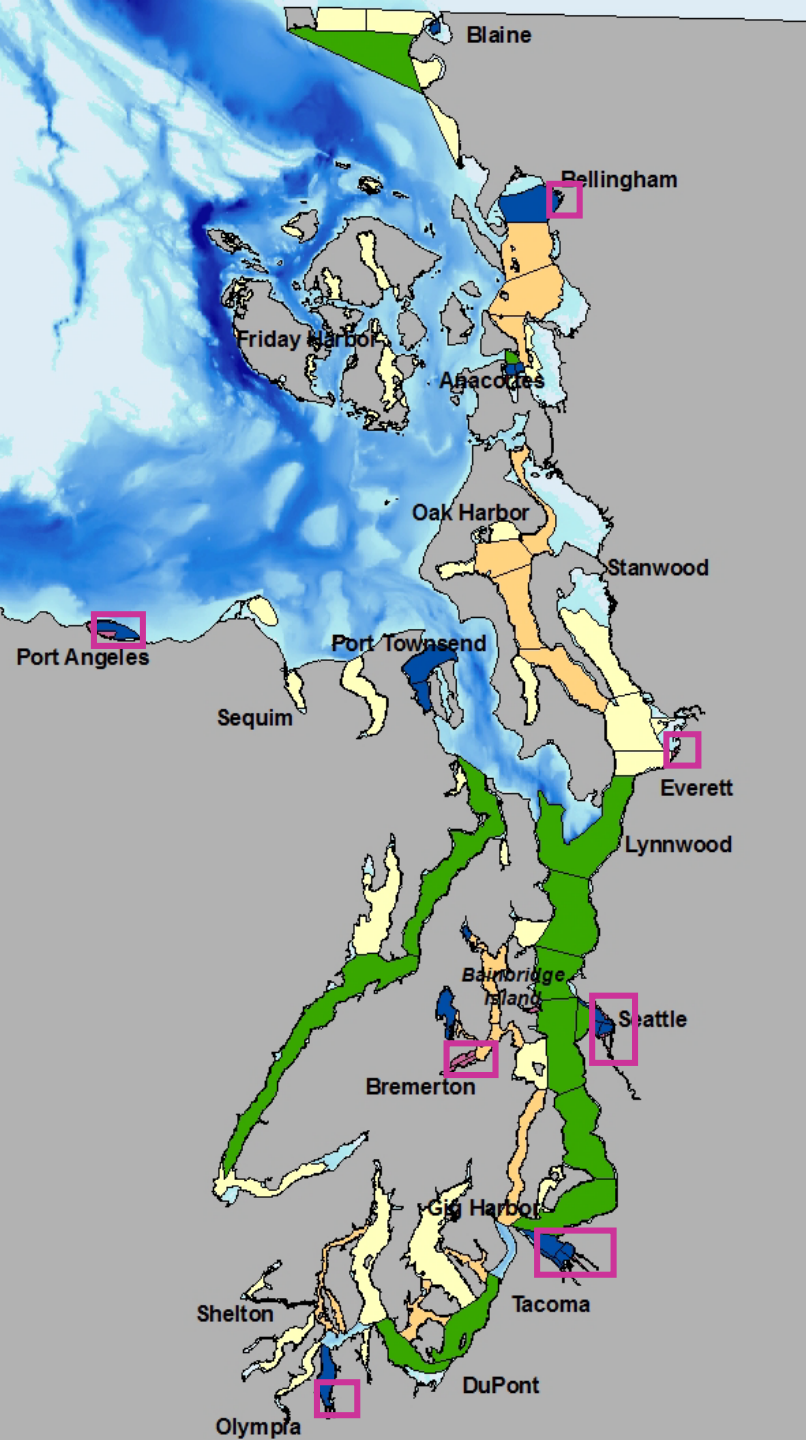 Blaine
Bellingham
Friday Harbor
Anacortes
Oak Harbor
Stanwood
Port Townsend
Port Angeles
Sequim
Everett
Lynnwood
Bainbridge
Island
Seattle
Bremerton
Gig Harbor
Tacoma
Shelton
DuPont
Olympia